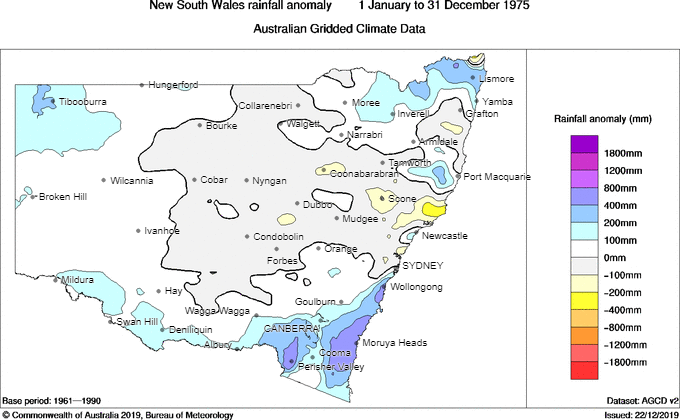 New South Wales rainfall anomaly 1 January to 31 December 1975
Australian Gridded Climate Data
Lismore
Hungerford
Tibooburra
Collarenebri
Moree
Yamba
Inverell
Grafton
Bourke
Walgett
Narrabri
Armidale
Tamworth
Coonabarabran
Port Macquarie
Wilcannia
Cobar
Nyngan
Broken Hill
Scone
Dubbo
Mudgee
Ivanhoe
Condobolin
Newcastle
Orange
Forbes
SYDNEY
Mildura
Hay
Wollongong
Goulburn
Wagga Wagga
Swan Hill
Deniliquin
CANBERRA
Albury
Moruya Heads
Cooma
Perisher Valley
Rainfall anomaly (mm)
1800mm
1200mm
800mm
400mm
200mm
100mm
0mm
-100mm
-200mm
-400mm
-800mm
-1200mm
-1800mm
Base period: 1961—1990
Dataset: AGCD v2
© Commonwealth of Australia 2019, Bureau of Meteorology
Issued: 22/12/2019